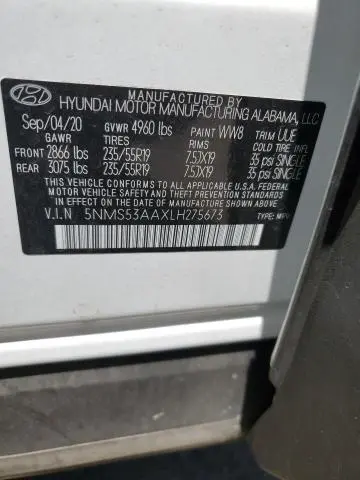 MANUFACTURED BY
HYUNDAI MOTOR MANUFACTURING ALABAMA, LLC
Sep/04/20 GVWR 4960 lbs PAINT WW8 TRIM UUE
GAWR TIRES RIMS COLD TIRE INFL
FRONT 2866 lbs 235/55R19 7.5JX19 35 psi SINGLE
REAR 3075 lbs 235/55R19 7.5JX19 35 psi SINGLE
THIS VEHICLE CONFORMS TO ALL APPLICABLE U.S.A. FEDERAL
MOTOR VEHICLE SAFETY AND THEFT PREVENTION STANDARDS
IN EFFECT ON THE DATE OF MANUFACTURE SHOWN ABOVE
V.I.N 5NMS53AAXLH275673 TYPE: MPV